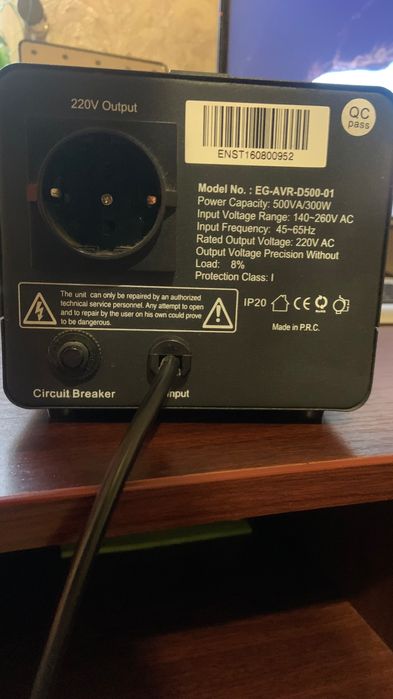 220V Output
QC
pass
ENST160800952
Model No. : EG-AVR-D500-01
Power Capacity: 500VA/300W
Input Voltage Range: 140~260V AC
Input Frequency: 45~65Hz
Rated Output Voltage: 220V AC
Output Voltage Precision Without
Load: 8%
Protection Class: I
The unit can only be repaired by an authorized
technical service personnel. Any attempt to open
and to repair by the user on his own could prove
to be dangerous.
IP20 CE
Made in P.R.C.
Circuit Breaker
Input